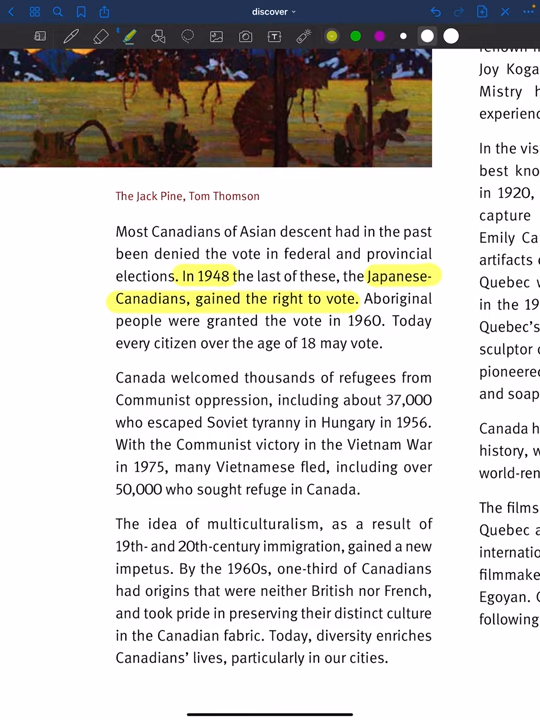 discover
The Jack Pine, Tom Thomson
Most Canadians of Asian descent had in the past
been denied the vote in federal and provincial
elections. In 1948 the last of these, the Japanese-
Canadians, gained the right to vote. Aboriginal
people were granted the vote in 1960. Today
every citizen over the age of 18 may vote.
Canada welcomed thousands of refugees from
Communist oppression, including about 37,000
who escaped Soviet tyranny in Hungary in 1956.
With the Communist victory in the Vietnam War
in 1975, many Vietnamese fled, including over
50,000 who sought refuge in Canada.
The idea of multiculturalism, as a result of
19th- and 20th-century immigration, gained a new
impetus. By the 1960s, one-third of Canadians
had origins that were neither British nor French,
and took pride in preserving their distinct culture
in the Canadian fabric. Today, diversity enriches
Canadians' lives, particularly in our cities.
Joy Koga
Mistry h
experienc
In the vis
best kno
in 1920,
capture
Emily Ca
artifacts o
Quebec w
in the 19
Quebec's
sculptor o
pioneered
and soap
Canada h
history, w
world-ren
The films
Quebec a
internatio
filmmake
Egoyan. C
following